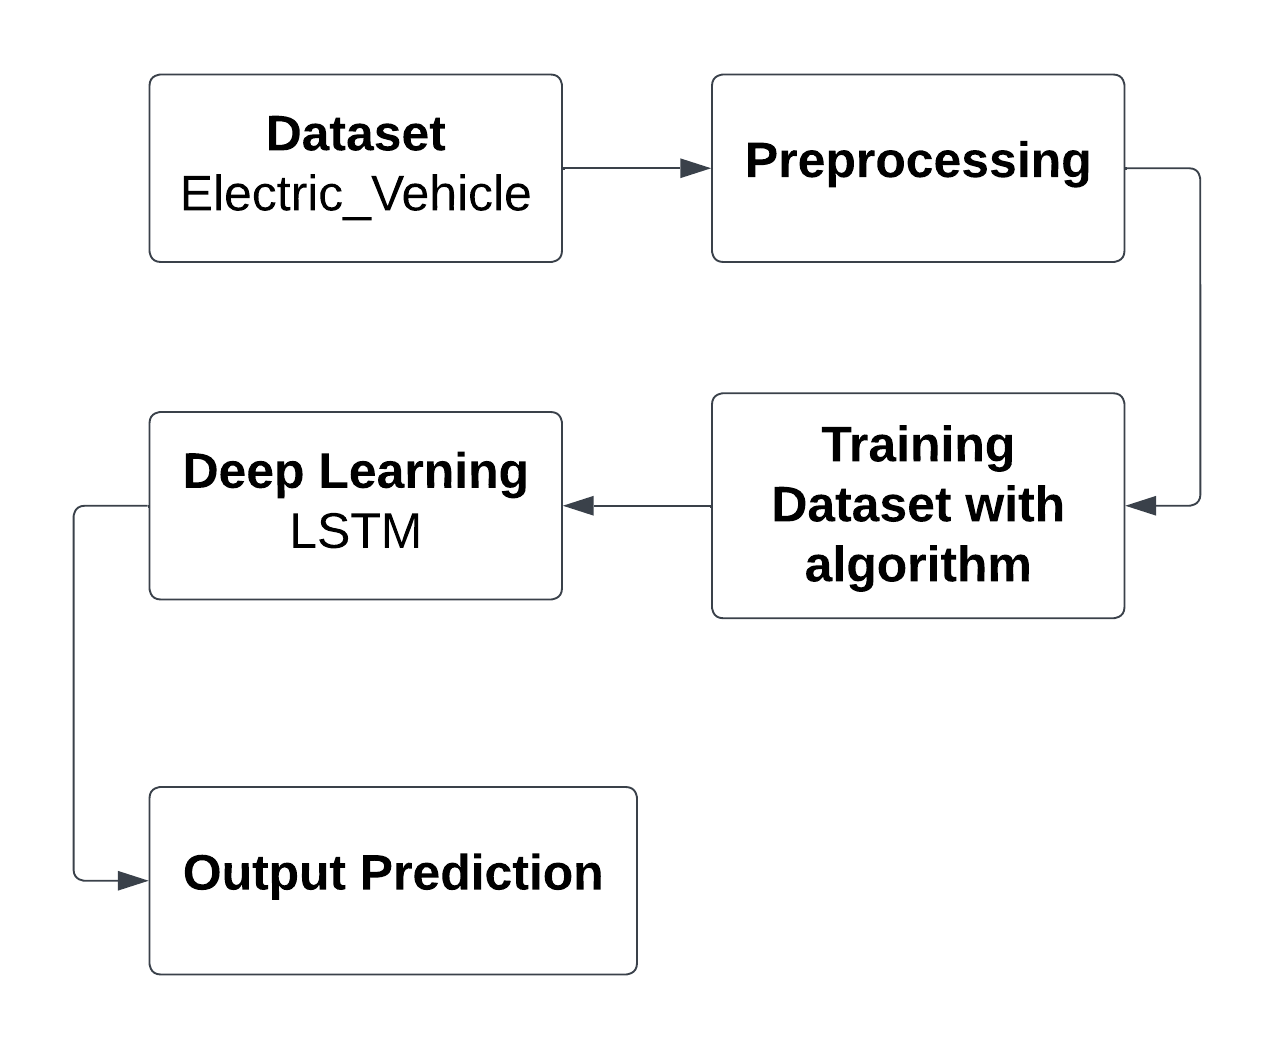 Dataset
Electric_Vehicle
Preprocessing
Training
Dataset with
algorithm
Deep Learning
LSTM
Output Prediction